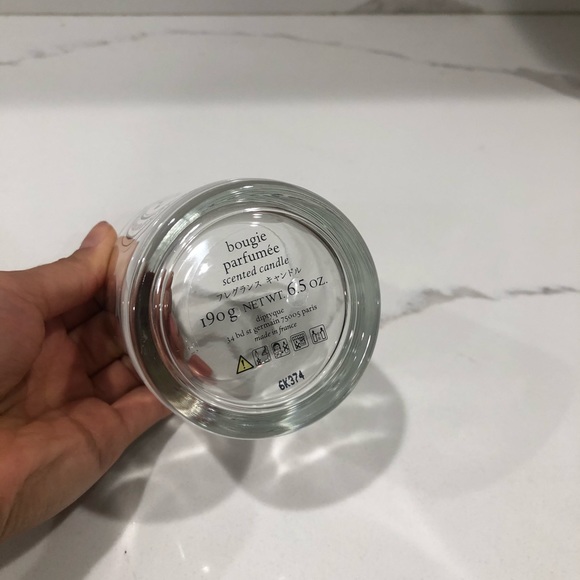 bougie
parfumée
scented candle
フレグランス キャンドル
190g NET WT. 6.5 OZ.
diptyque
34 bd st germain 75005 paris
made in france
6K374